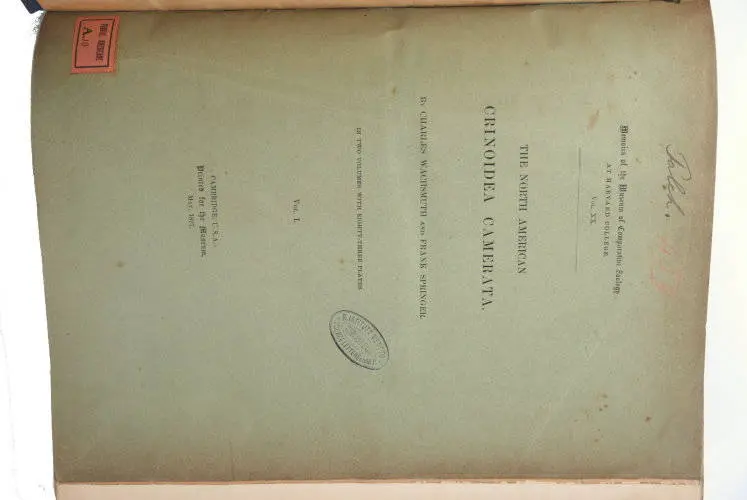 Memoirs of the Museum of Comparative Zoölogy
AT HARVARD COLLEGE.
Vol. XX.
THE NORTH AMERICAN
CRINOIDEA CAMERATA.
By CHARLES WACHSMUTH AND FRANK SPRINGER.
IN TWO VOLUMES WITH EIGHTY-THREE PLATES
Vol. I.
CAMBRIDGE, U.S.A.:
Printed for the Museum.
May, 1897.
A.10